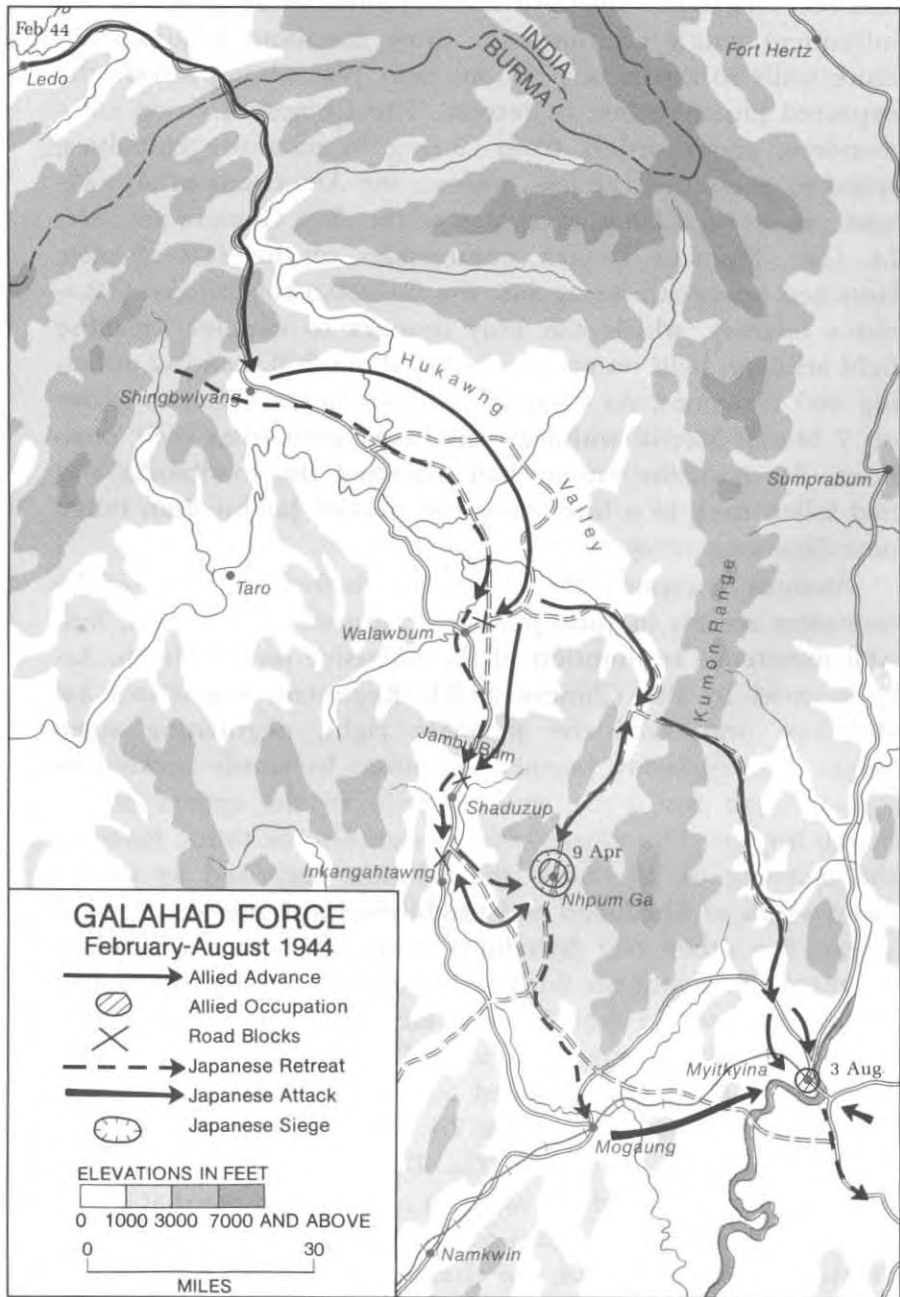 Feb 44
Ledo
INDIA
BURMA
Fort Hertz
Shingbwiyang
Hukawng
Valley
Sumprabum
Taro
Kumon Range
Walawbum
Jambu Bum
Shaduzup
9 Apr
Inkangahtawng
Nhpum Ga
Myitkyina
3 Aug
Mogaung
Namkwin
GALAHAD FORCE
February-August 1944
Allied Advance
Allied Occupation
Road Blocks
Japanese Retreat
Japanese Attack
Japanese Siege
ELEVATIONS IN FEET
0 1000 3000 7000 AND ABOVE
0 30
MILES